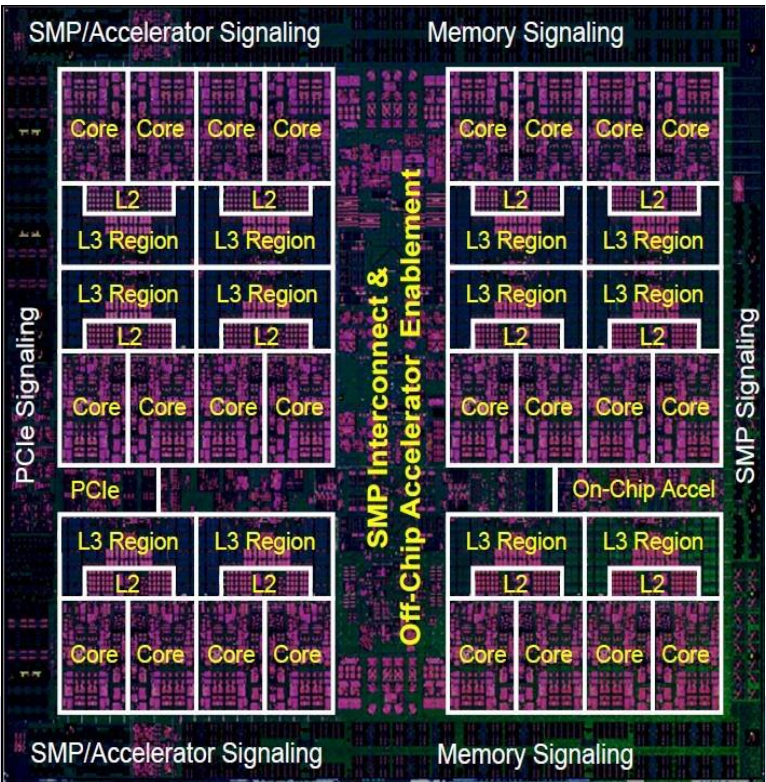 SMP/Accelerator Signaling Memory Signaling
Core Core Core Core Core Core Core Core
L2 L2 L2 L2
L3 Region L3 Region L3 Region L3 Region
L3 Region L3 Region L3 Region L3 Region
L2 L2 L2 L2
Core Core Core Core Core Core Core Core
PCIe Signaling
SMP Interconnect &
Off-Chip Accelerator Enablement
SMP Signaling
PCIe On-Chip Accel
L3 Region L3 Region L3 Region L3 Region
L2 L2 L2 L2
Core Core Core Core Core Core Core Core
SMP/Accelerator Signaling Memory Signaling